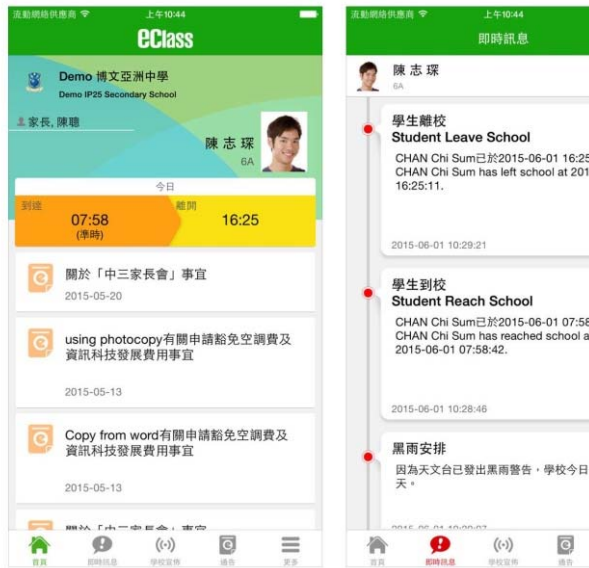 流動網絡供應商
上午10:44
eClass
Demo 博文亞洲中學
Demo IP25 Secondary School
家長, 陳聰
陳 志 琛
6A
今日
到達
07:58
(準時)
離開
16:25
關於「中三家長會」事宜
2015-05-20
using photocopy有關申請豁免空調費及
資訊科技發展費用事宜
2015-05-13
Copy from word有關申請豁免空調費及
資訊科技發展費用事宜
2015-05-13
關於「中三家長會」事宜
首頁
即時訊息
學校宣佈
通告
更多
流動網絡供應商
上午10:44
即時訊息
陳 志 琛
6A
學生離校
Student Leave School
CHAN Chi Sum已於2015-06-01 16:25
CHAN Chi Sum has left school at 201
16:25:11.
2015-06-01 10:29:21
學生到校
Student Reach School
CHAN Chi Sum已於2015-06-01 07:58
CHAN Chi Sum has reached school a
2015-06-01 07:58:42.
2015-06-01 10:28:46
黑雨安排
因為天文台已發出黑雨警告，學校今日
天。
首頁
即時訊息
學校宣佈
通告